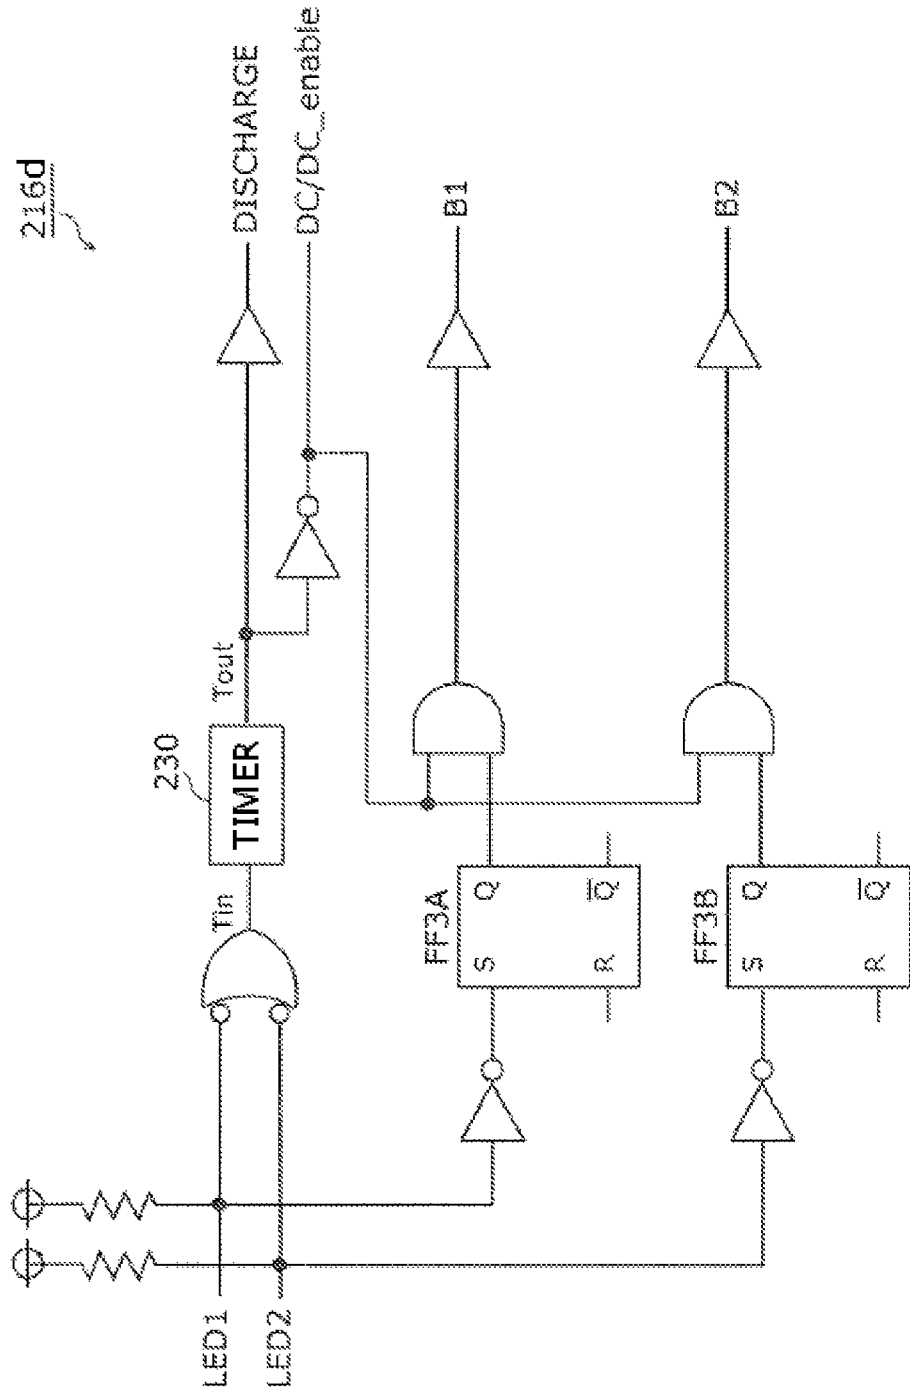 216d
LED1
LED2
Tin
230
TIMER
Tout
DISCHARGE
DC/DC_enable
FF3A
S
Q
R
Q̅
B1
FF3B
S
Q
R
Q̅
B2